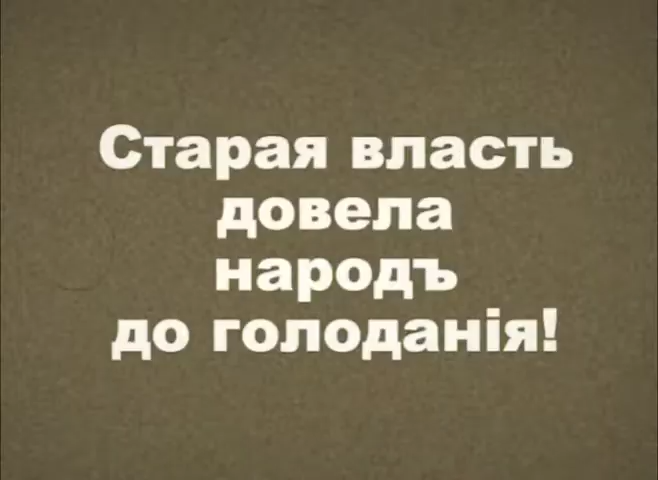 Старая власть
довела
народъ
до голоданія!